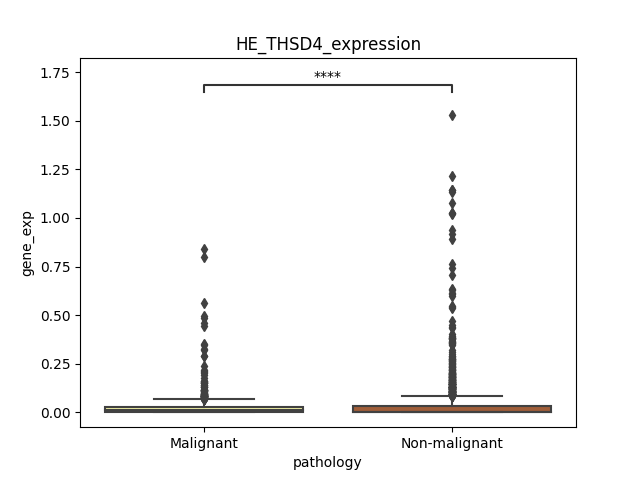 HE_THSD4_expression
****
gene_exp
1.75
1.50
1.25
1.00
0.75
0.50
0.25
0.00
Malignant
Non-malignant
pathology